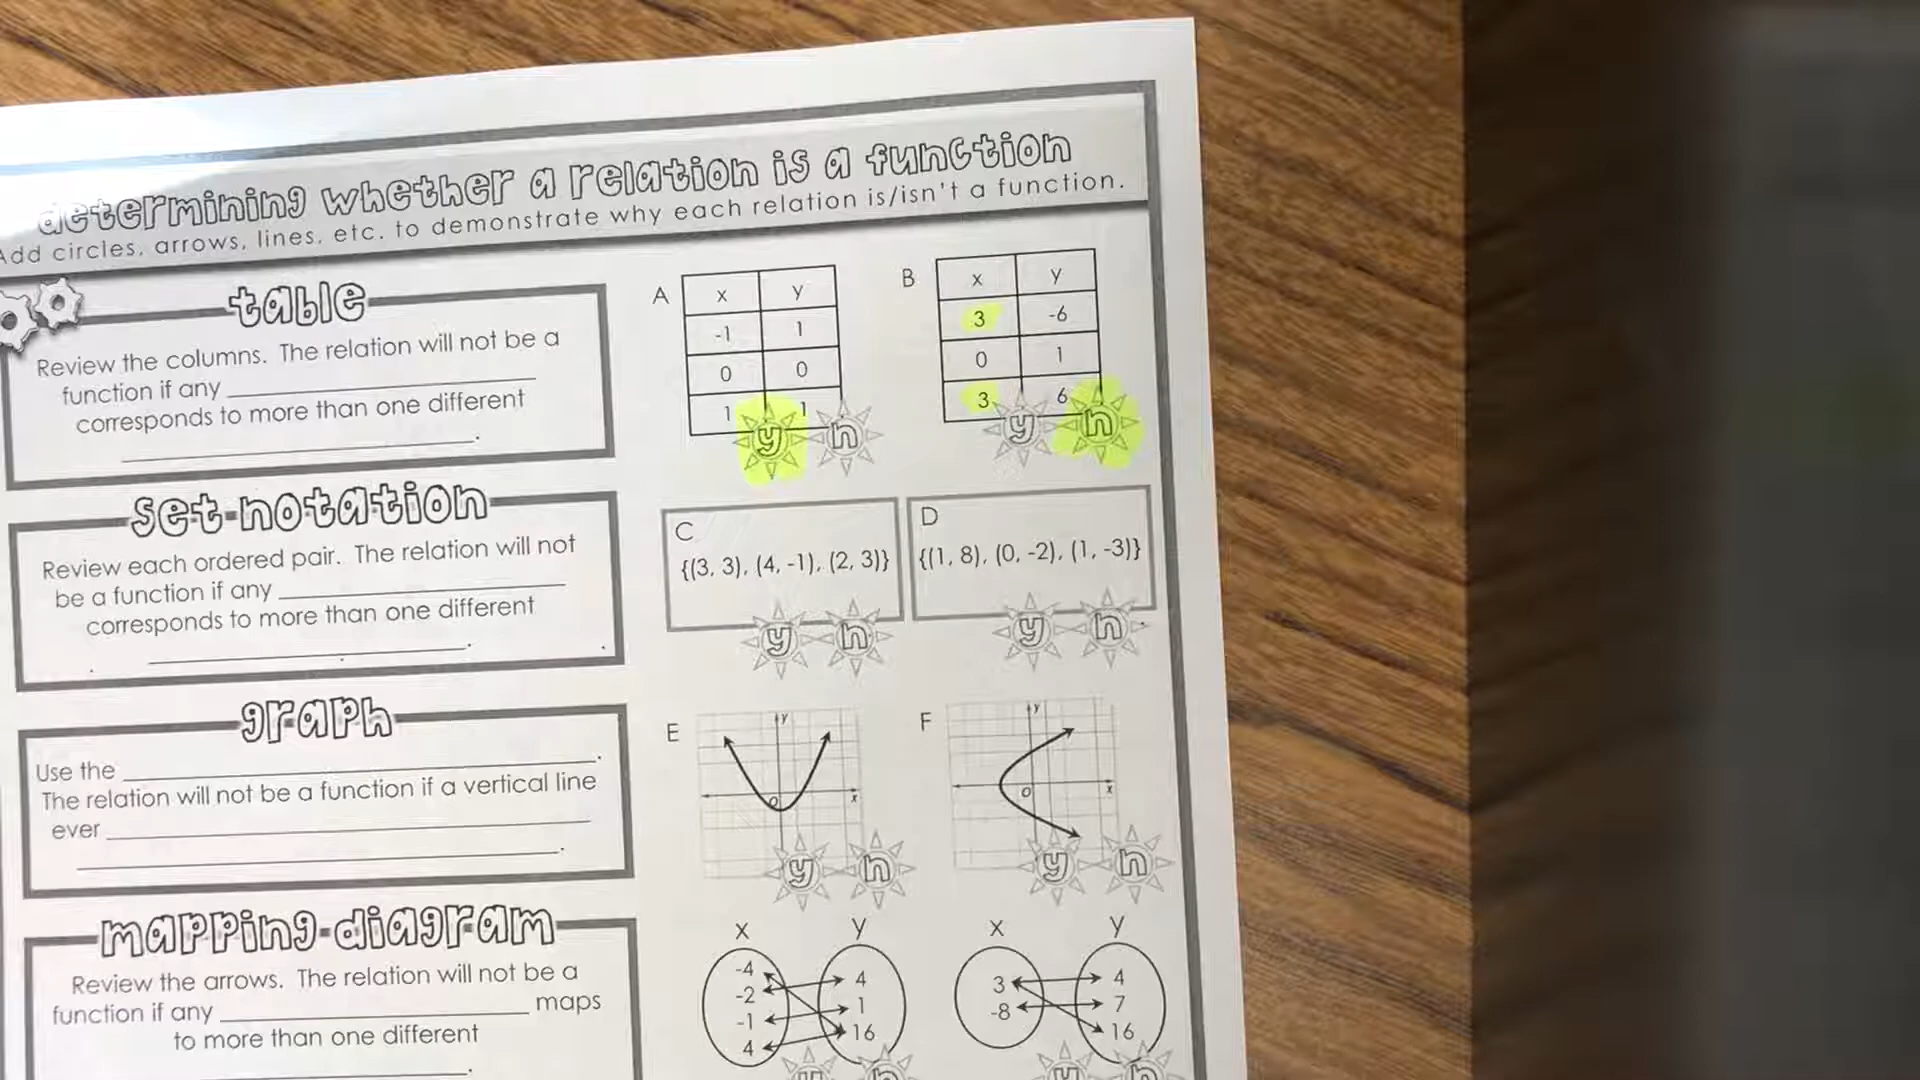 determining whether a relation is a function
Add circles, arrows, lines, etc. to demonstrate why each relation is/isn't a function.
table
Review the columns. The relation will not be a
function if any
corresponds to more than one different
.
A
x y
-1 1
0 0
1 1
y n
B
x y
3 -6
0 1
3 6
y n
set notation
Review each ordered pair. The relation will not
be a function if any
corresponds to more than one different
.
C
{(3, 3), (4, -1), (2, 3)}
y n
D
{(1, 8), (0, -2), (1, -3)}
y n
graph
Use the .
The relation will not be a function if a vertical line
ever
.
E
y
0 x
y n
F
y
0 x
y n
mapping diagram
Review the arrows. The relation will not be a
function if any maps
to more than one different
.
x y
-4 4
-2 1
-1 16
4
y n
x y
3 4
-8 7
16
y n